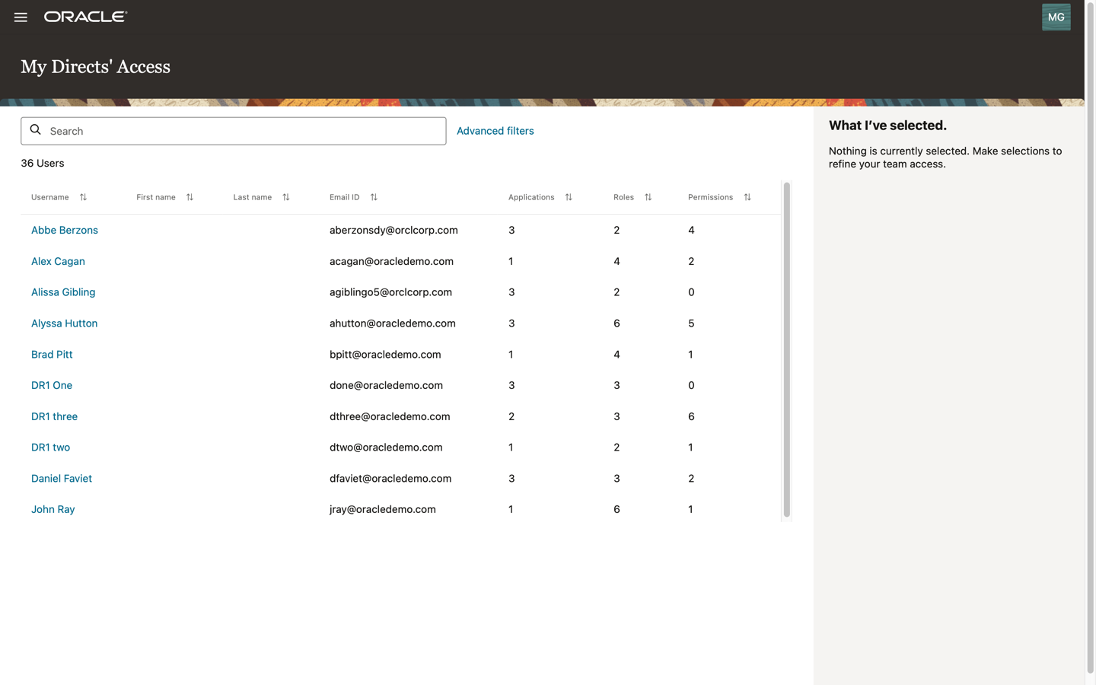 ORACLE
MG
My Directs' Access
Search
Advanced filters
36 Users
Username First name Last name Email ID Applications Roles Permissions
Abbe Berzons aberzonsdy@orclcorp.com 3 2 4
Alex Cagan acagan@oracledemo.com 1 4 2
Alissa Gibling agiblingo5@orclcorp.com 3 2 0
Alyssa Hutton ahutton@oracledemo.com 3 6 5
Brad Pitt bpitt@oracledemo.com 1 4 1
DR1 One done@oracledemo.com 3 3 0
DR1 three dthree@oracledemo.com 2 3 6
DR1 two dtwo@oracledemo.com 1 2 1
Daniel Faviet dfaviet@oracledemo.com 3 3 2
John Ray jray@oracledemo.com 1 6 1
What I’ve selected.
Nothing is currently selected. Make selections to
refine your team access.